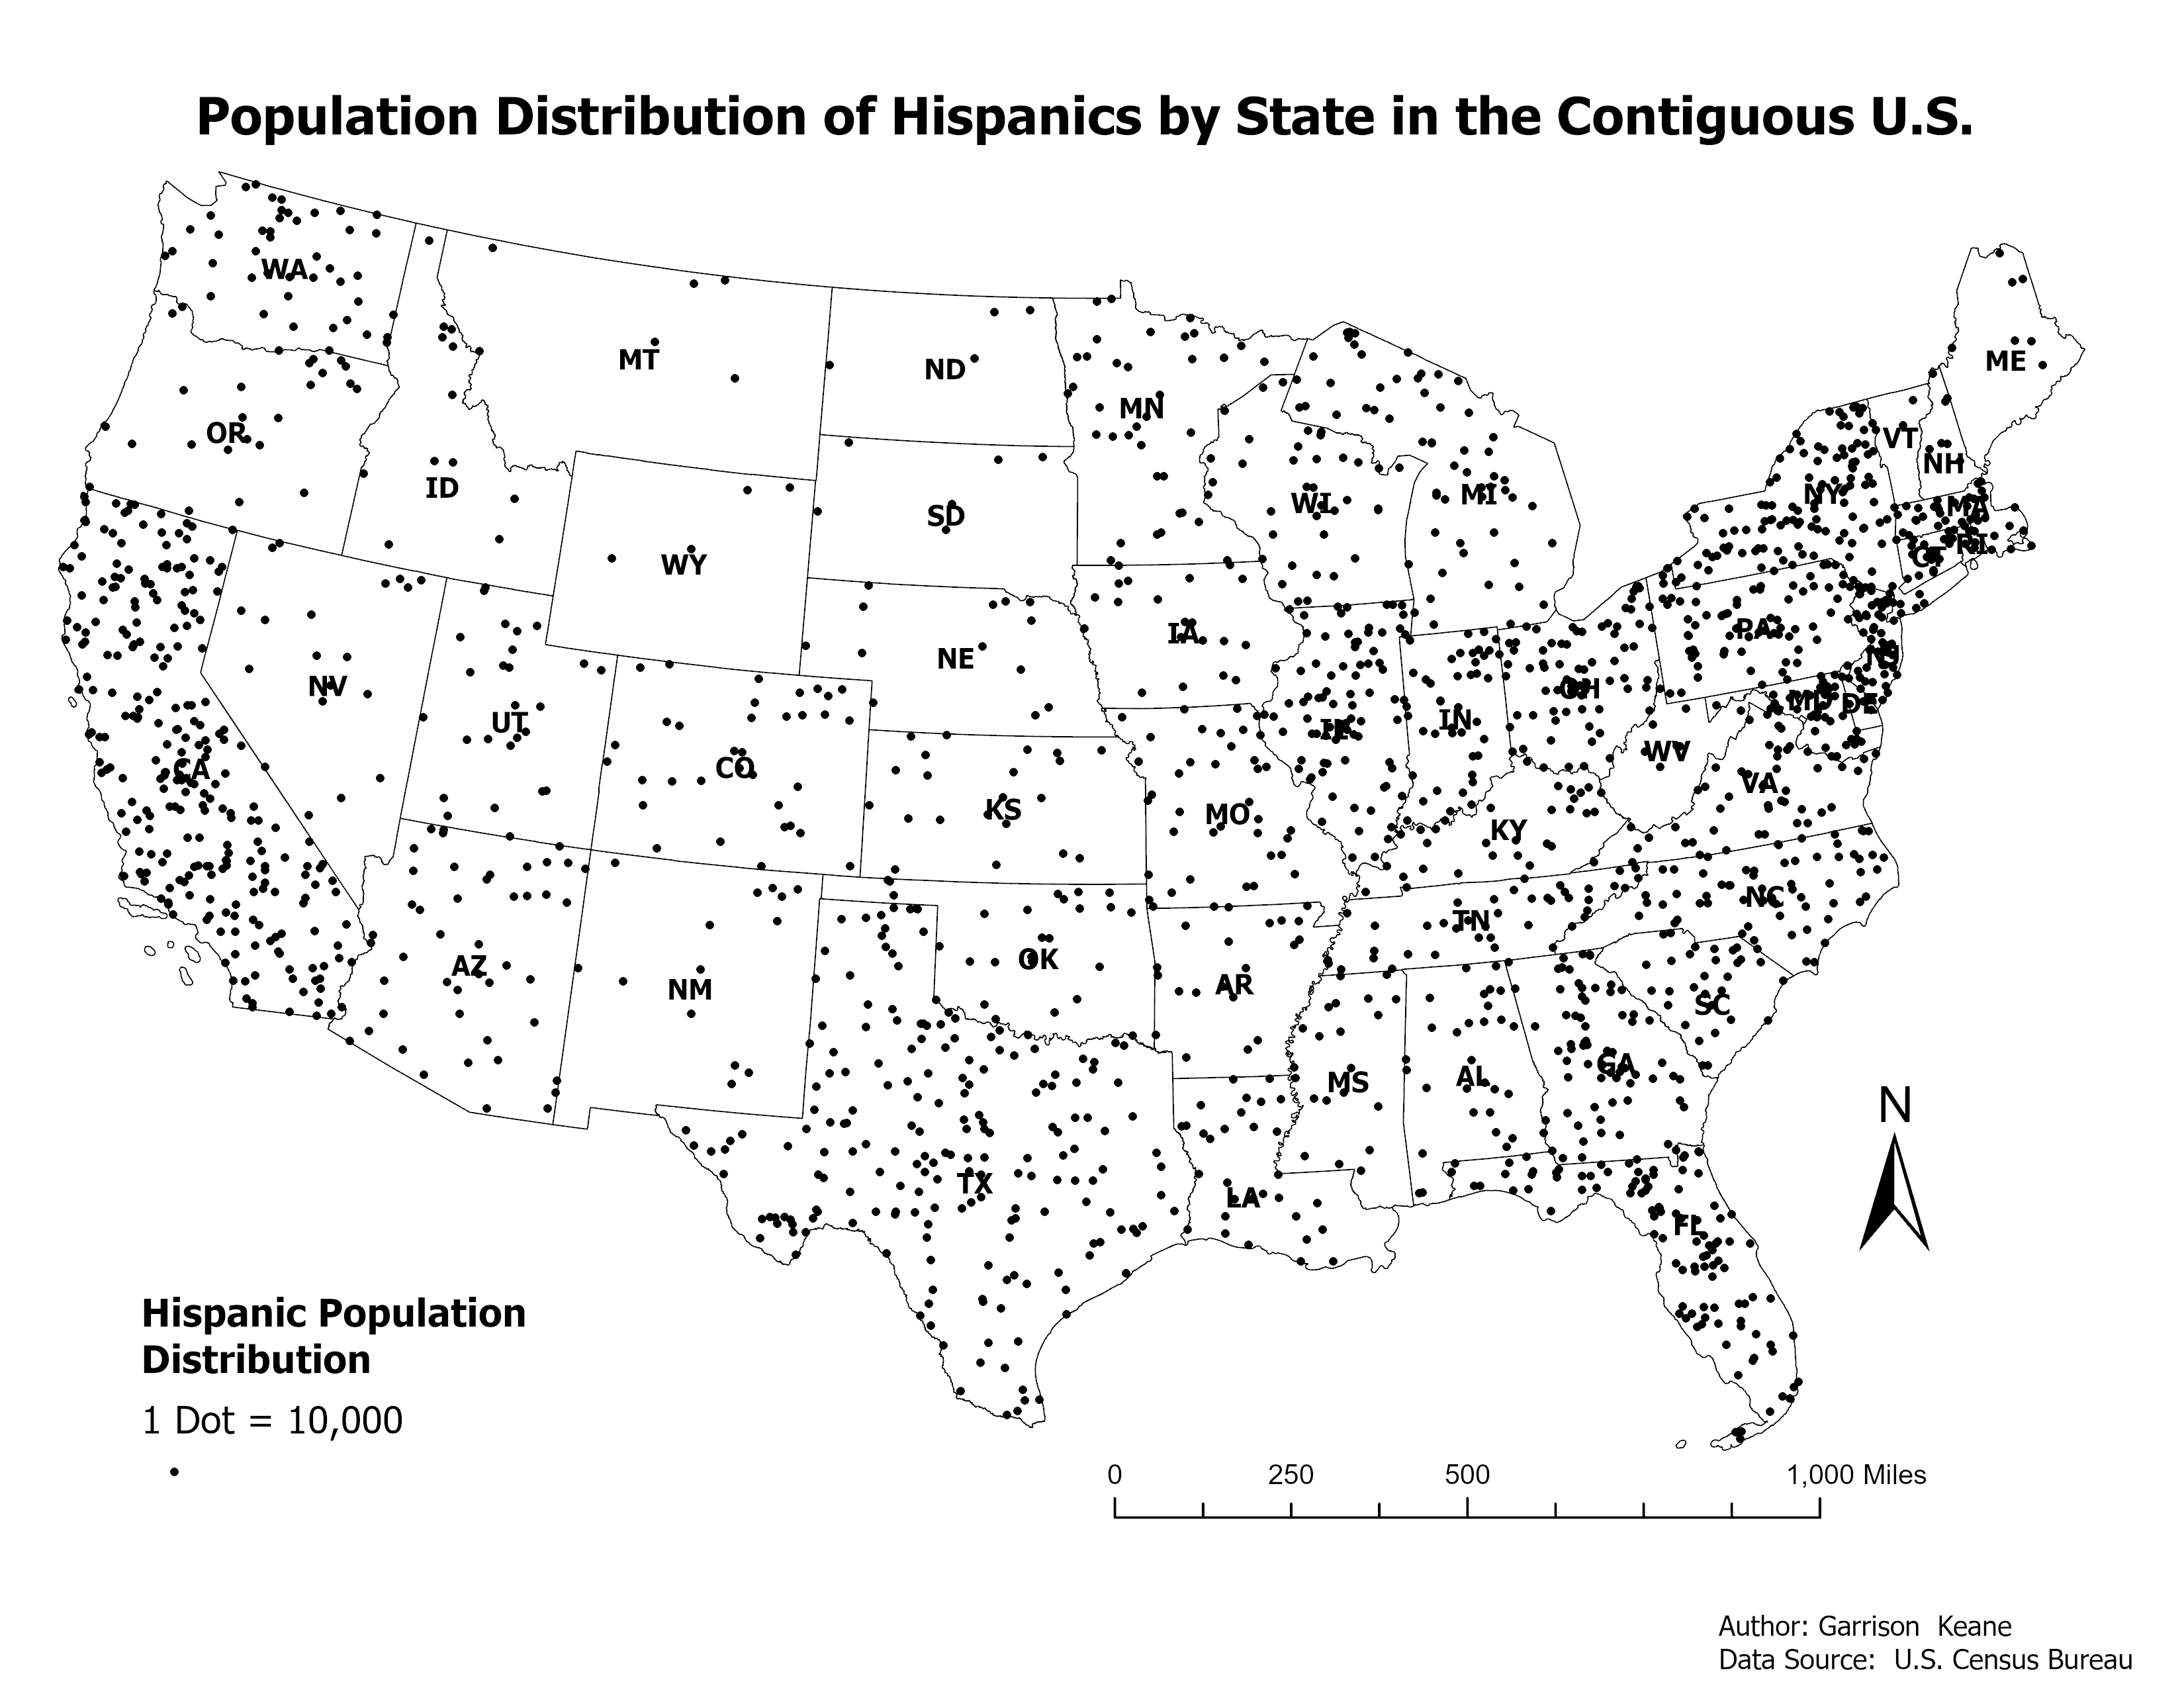 Population Distribution of Hispanics by State in the Contiguous U.S.
WA
MT
ND
ME
MN
OR
VT
NH
ID
WI
MI
NY
MA
SD
RI
CT
WY
IA
PA
NE
NJ
NV
OH
MD
DE
UT
IL
IN
WV
CA
CO
VA
KS
MO
KY
NC
TN
AZ
OK
NM
AR
SC
GA
MS
AL
N
TX
LA
FL
Hispanic Population
Distribution
1 Dot = 10,000
0 250 500 1,000 Miles
Author: Garrison  Keane
Data Source:  U.S. Census Bureau